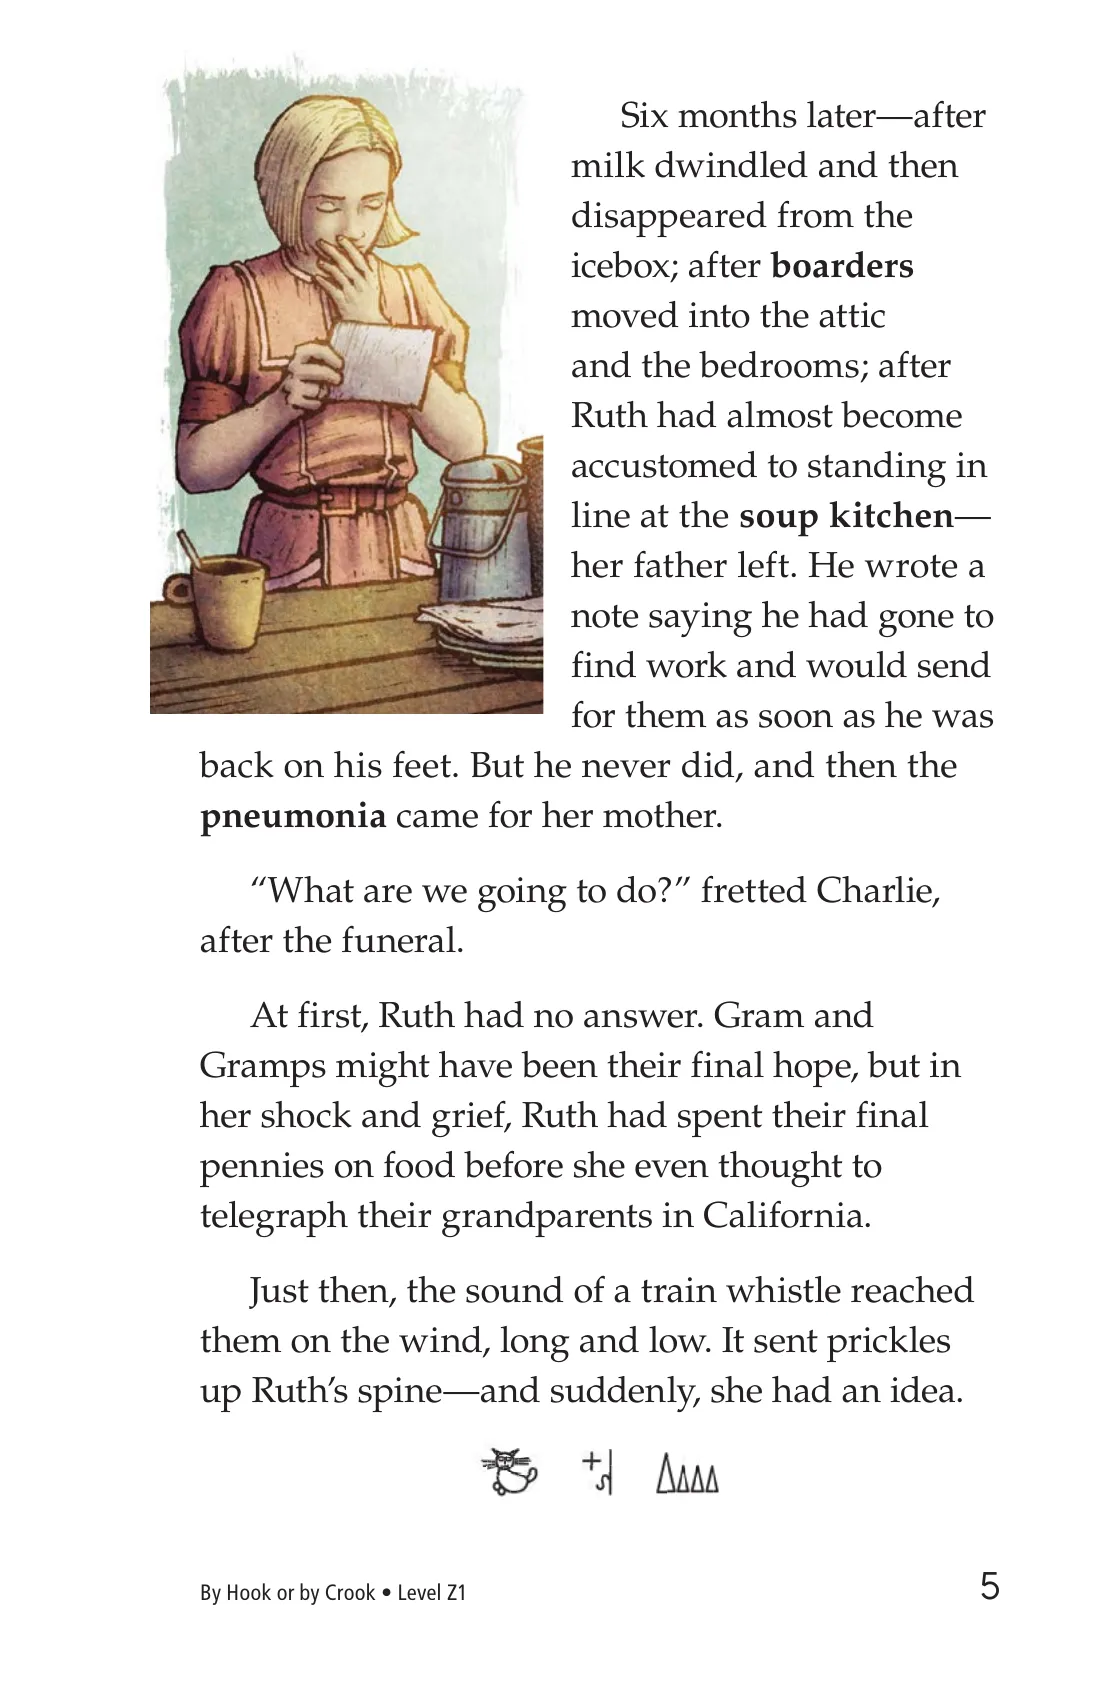 Six months later—after
milk dwindled and then
disappeared from the
icebox; after boarders
moved into the attic
and the bedrooms; after
Ruth had almost become
accustomed to standing in
line at the soup kitchen—
her father left. He wrote a
note saying he had gone to
find work and would send
for them as soon as he was
back on his feet. But he never did, and then the
pneumonia came for her mother.
“What are we going to do?” fretted Charlie,
after the funeral.
At first, Ruth had no answer. Gram and
Gramps might have been their final hope, but in
her shock and grief, Ruth had spent their final
pennies on food before she even thought to
telegraph their grandparents in California.
Just then, the sound of a train whistle reached
them on the wind, long and low. It sent prickles
up Ruth’s spine—and suddenly, she had an idea.
By Hook or by Crook • Level Z1
5